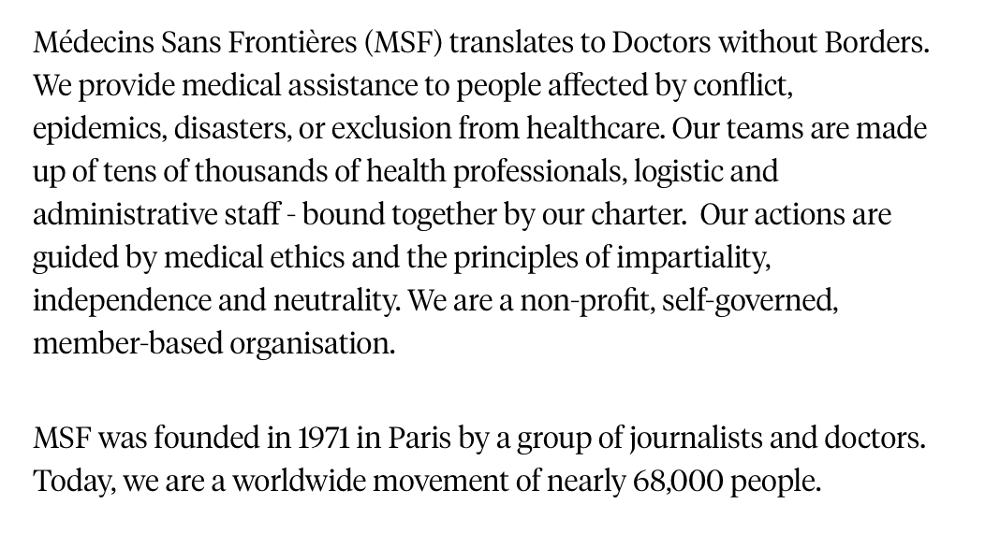 Médecins Sans Frontières (MSF) translates to Doctors without Borders.
We provide medical assistance to people affected by conflict,
epidemics, disasters, or exclusion from healthcare. Our teams are made
up of tens of thousands of health professionals, logistic and
administrative staff - bound together by our charter.  Our actions are
guided by medical ethics and the principles of impartiality,
independence and neutrality. We are a non-profit, self-governed,
member-based organisation.

MSF was founded in 1971 in Paris by a group of journalists and doctors.
Today, we are a worldwide movement of nearly 68,000 people.